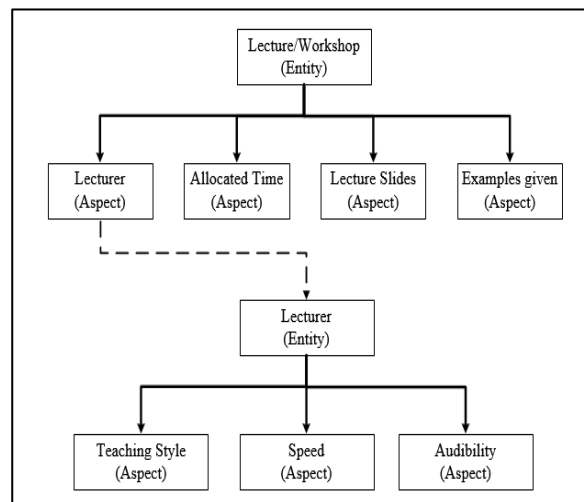 Lecture/Workshop
(Entity)
Lecturer
(Aspect)
Allocated Time
(Aspect)
Lecture Slides
(Aspect)
Examples given
(Aspect)
Lecturer
(Entity)
Teaching Style
(Aspect)
Speed
(Aspect)
Audibility
(Aspect)